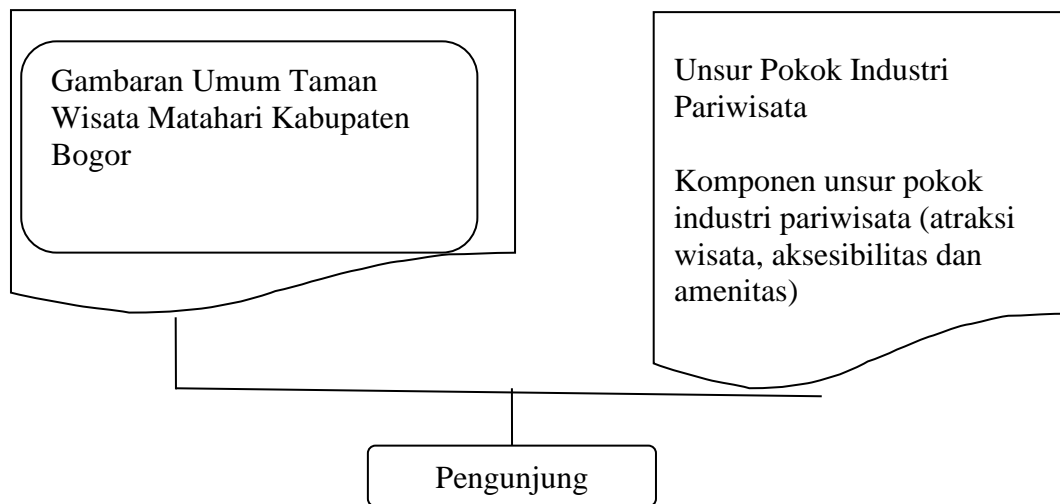 Gambaran Umum Taman
Wisata Matahari Kabupaten
Bogor
Unsur Pokok Industri
Pariwisata
Komponen unsur pokok
industri pariwisata (atraksi
wisata, aksesibilitas dan
amenitas)
Pengunjung